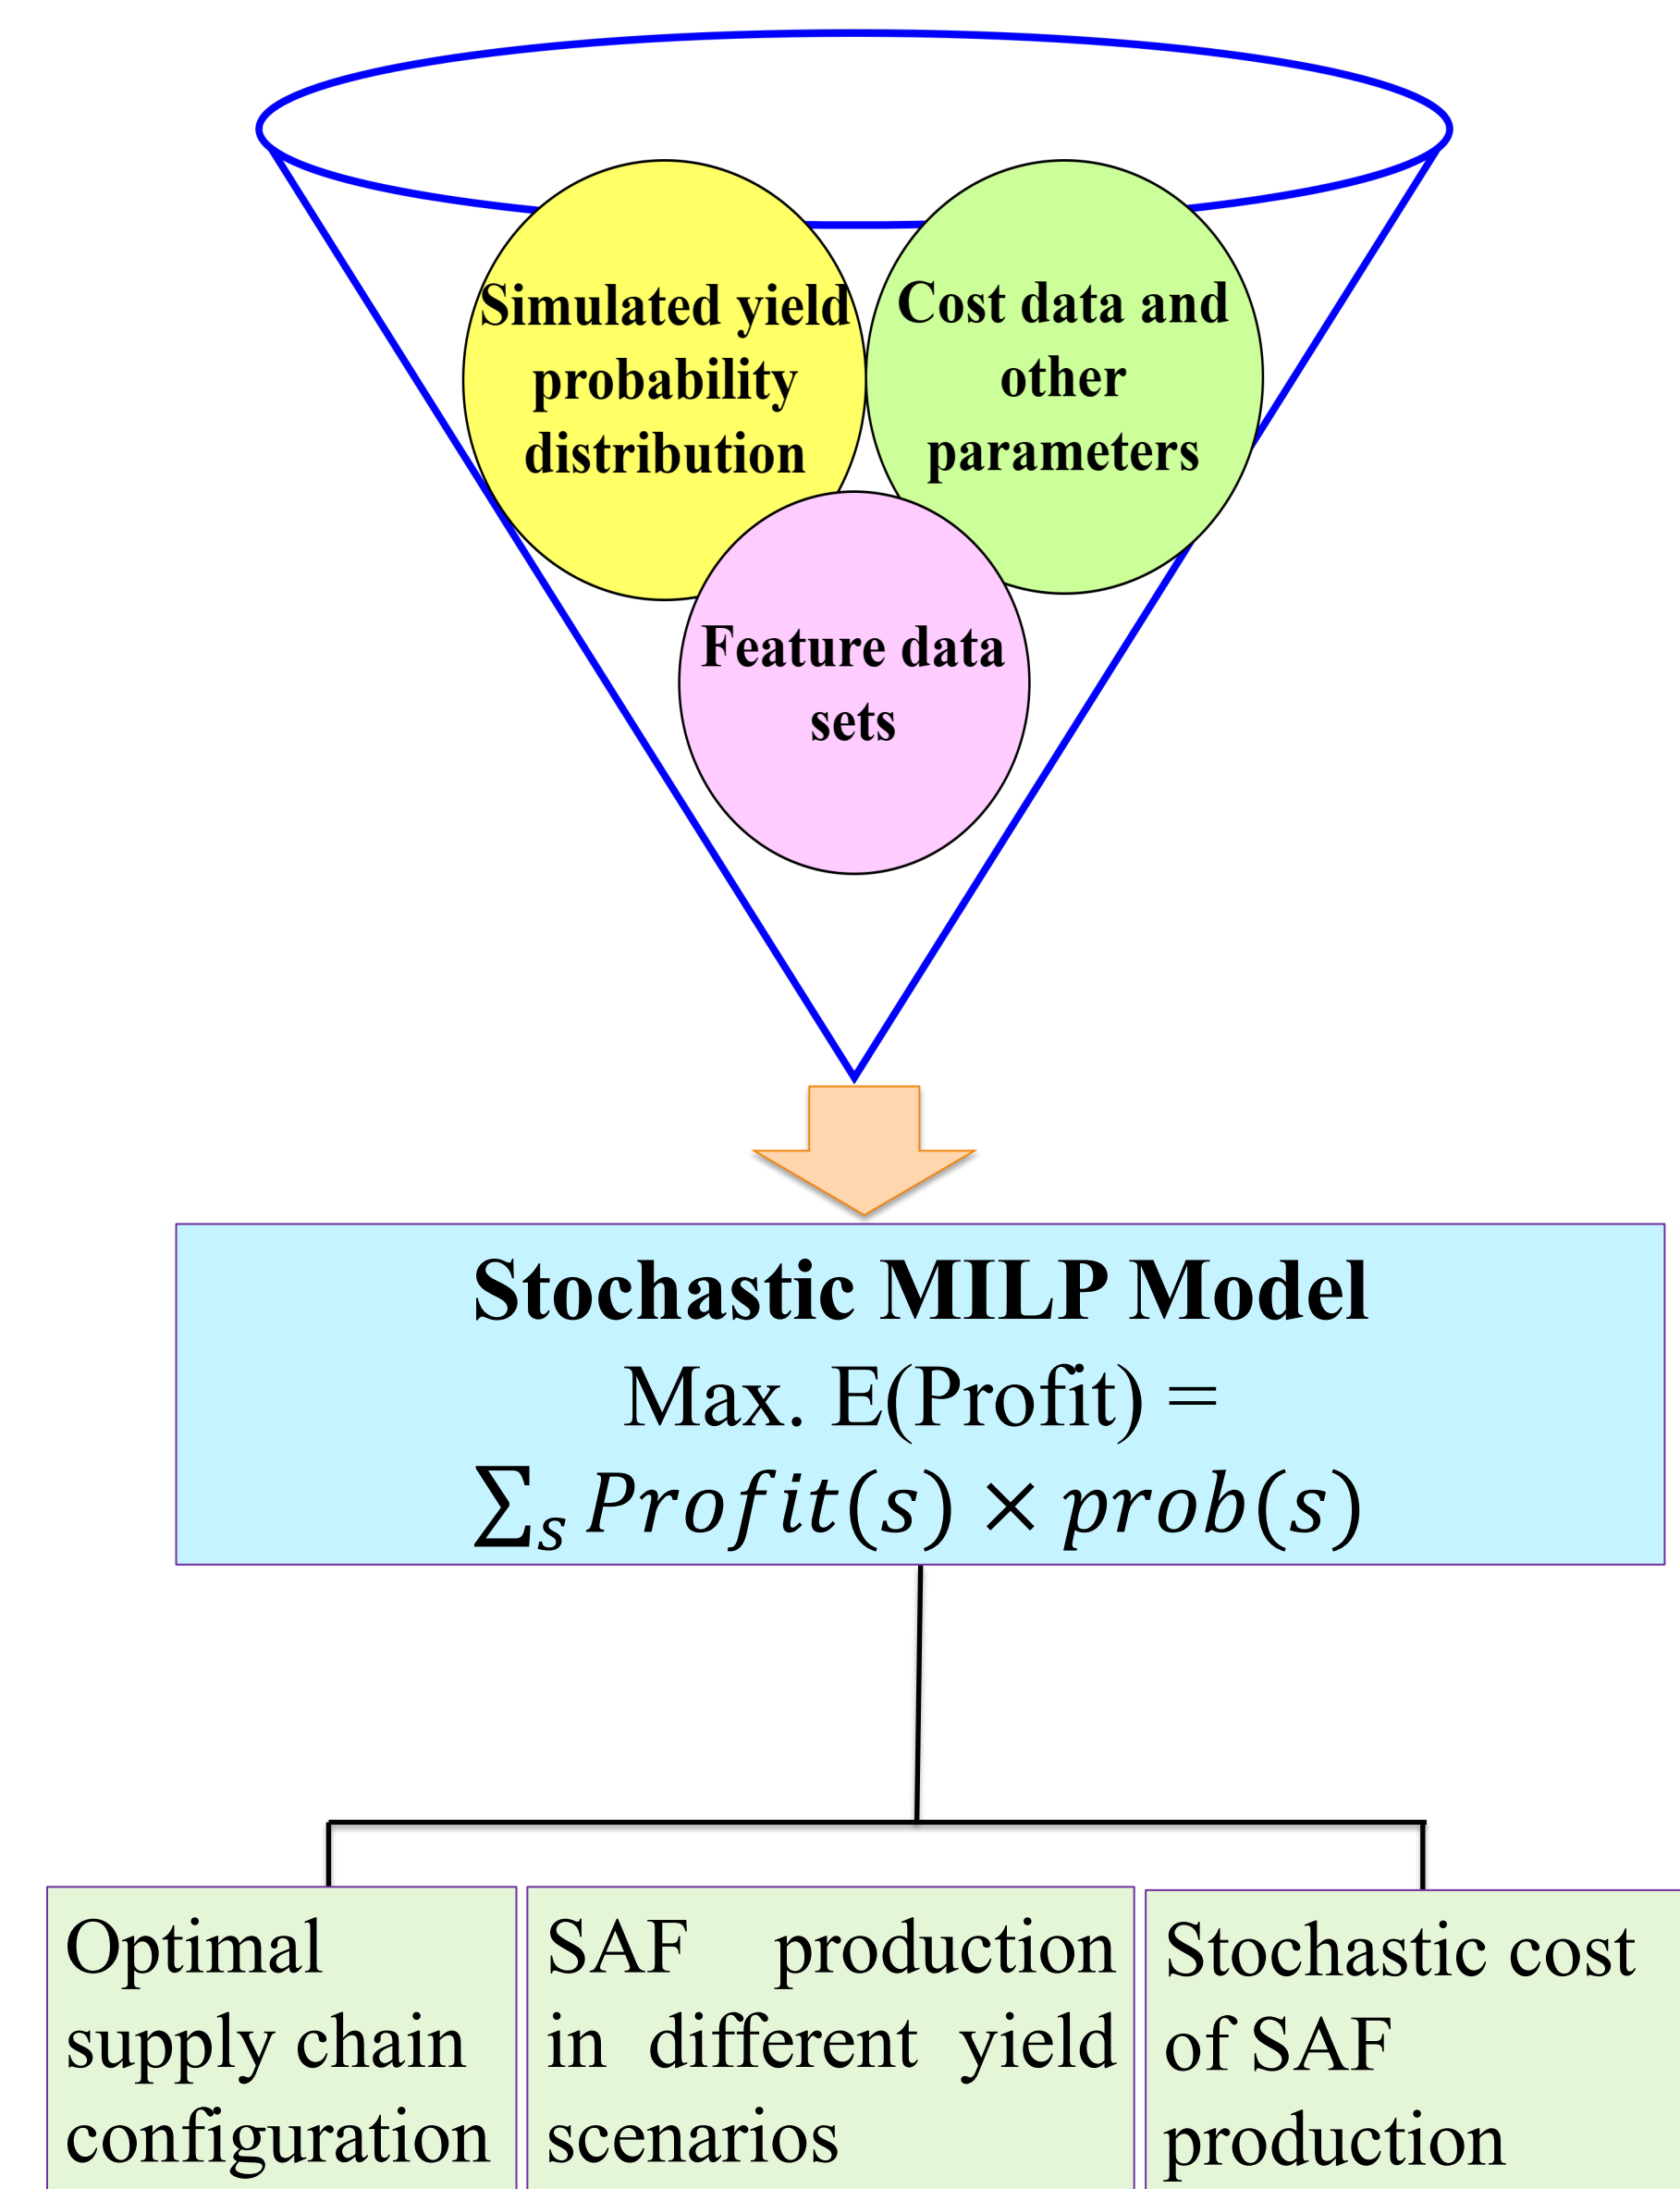 Simulated yield
probability
distribution
Cost data and
other
parameters
Feature data
sets
Stochastic MILP Model
Max. E(Profit) =
∑ₛ Profit(s) × prob(s)
Optimal
supply chain
configuration
SAF production
in different yield
scenarios
Stochastic cost
of SAF
production